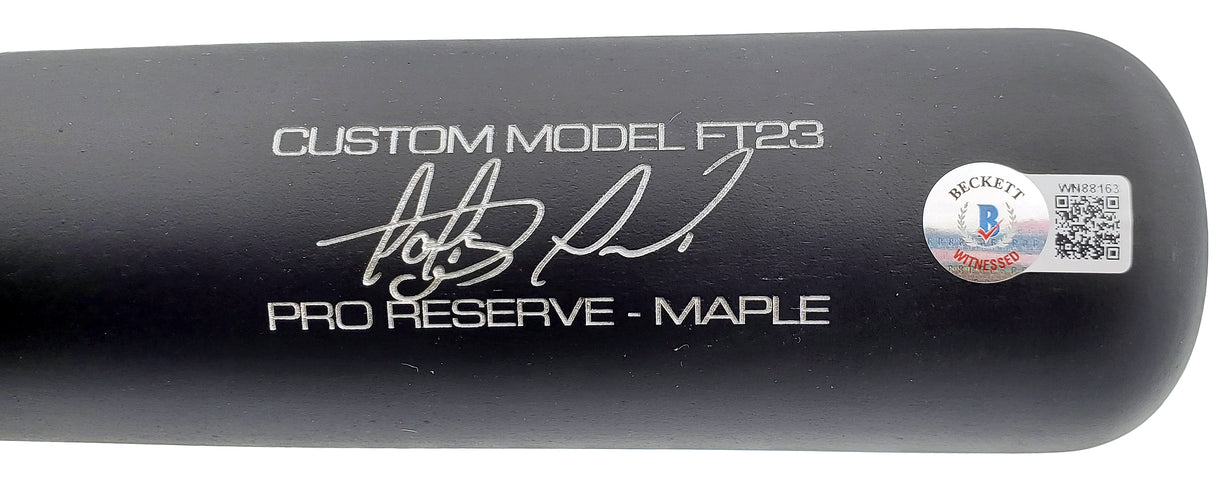 CUSTOM MODEL FT23
PRO RESERVE - MAPLE
BECKETT
B
WITNESSED
WN88163